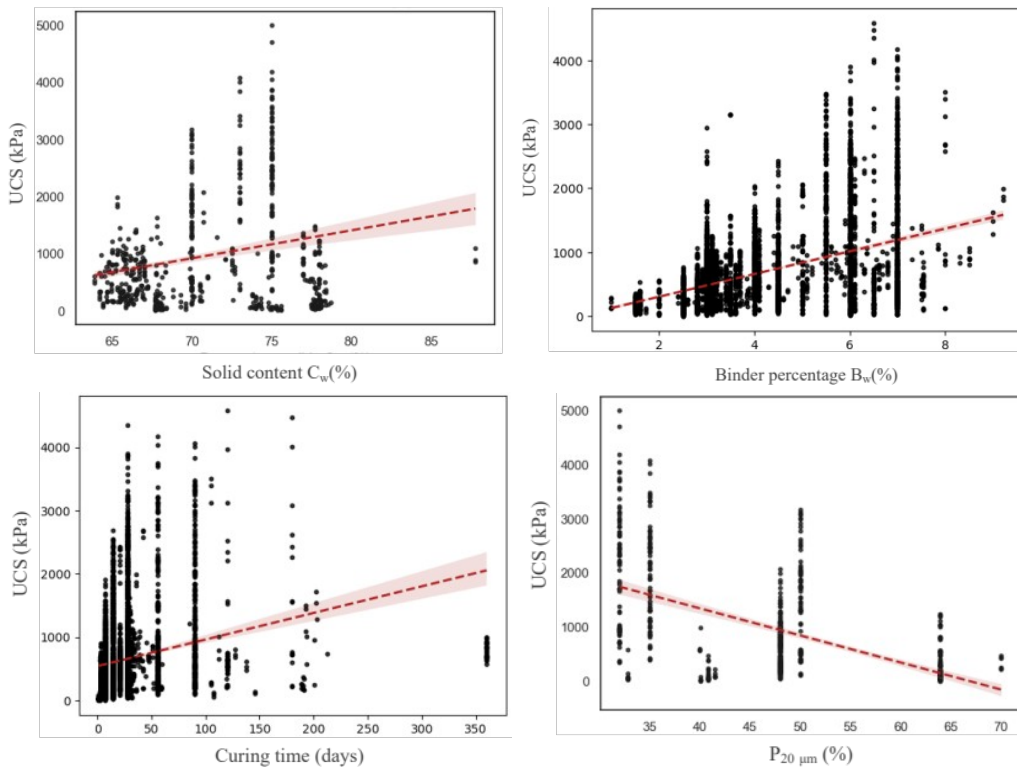 5000
4000
3000
2000
1000
0
UCS (kPa)
65 70 75 80 85
Solid content Cw(%)
4000
3000
2000
1000
0
UCS (kPa)
2 4 6 8
Binder percentage Bw(%)
4000
3000
2000
1000
0
UCS (kPa)
0 50 100 150 200 250 300 350
Curing time (days)
5000
4000
3000
2000
1000
0
UCS (kPa)
35 40 45 50 55 60 65 70
P20 μm (%)